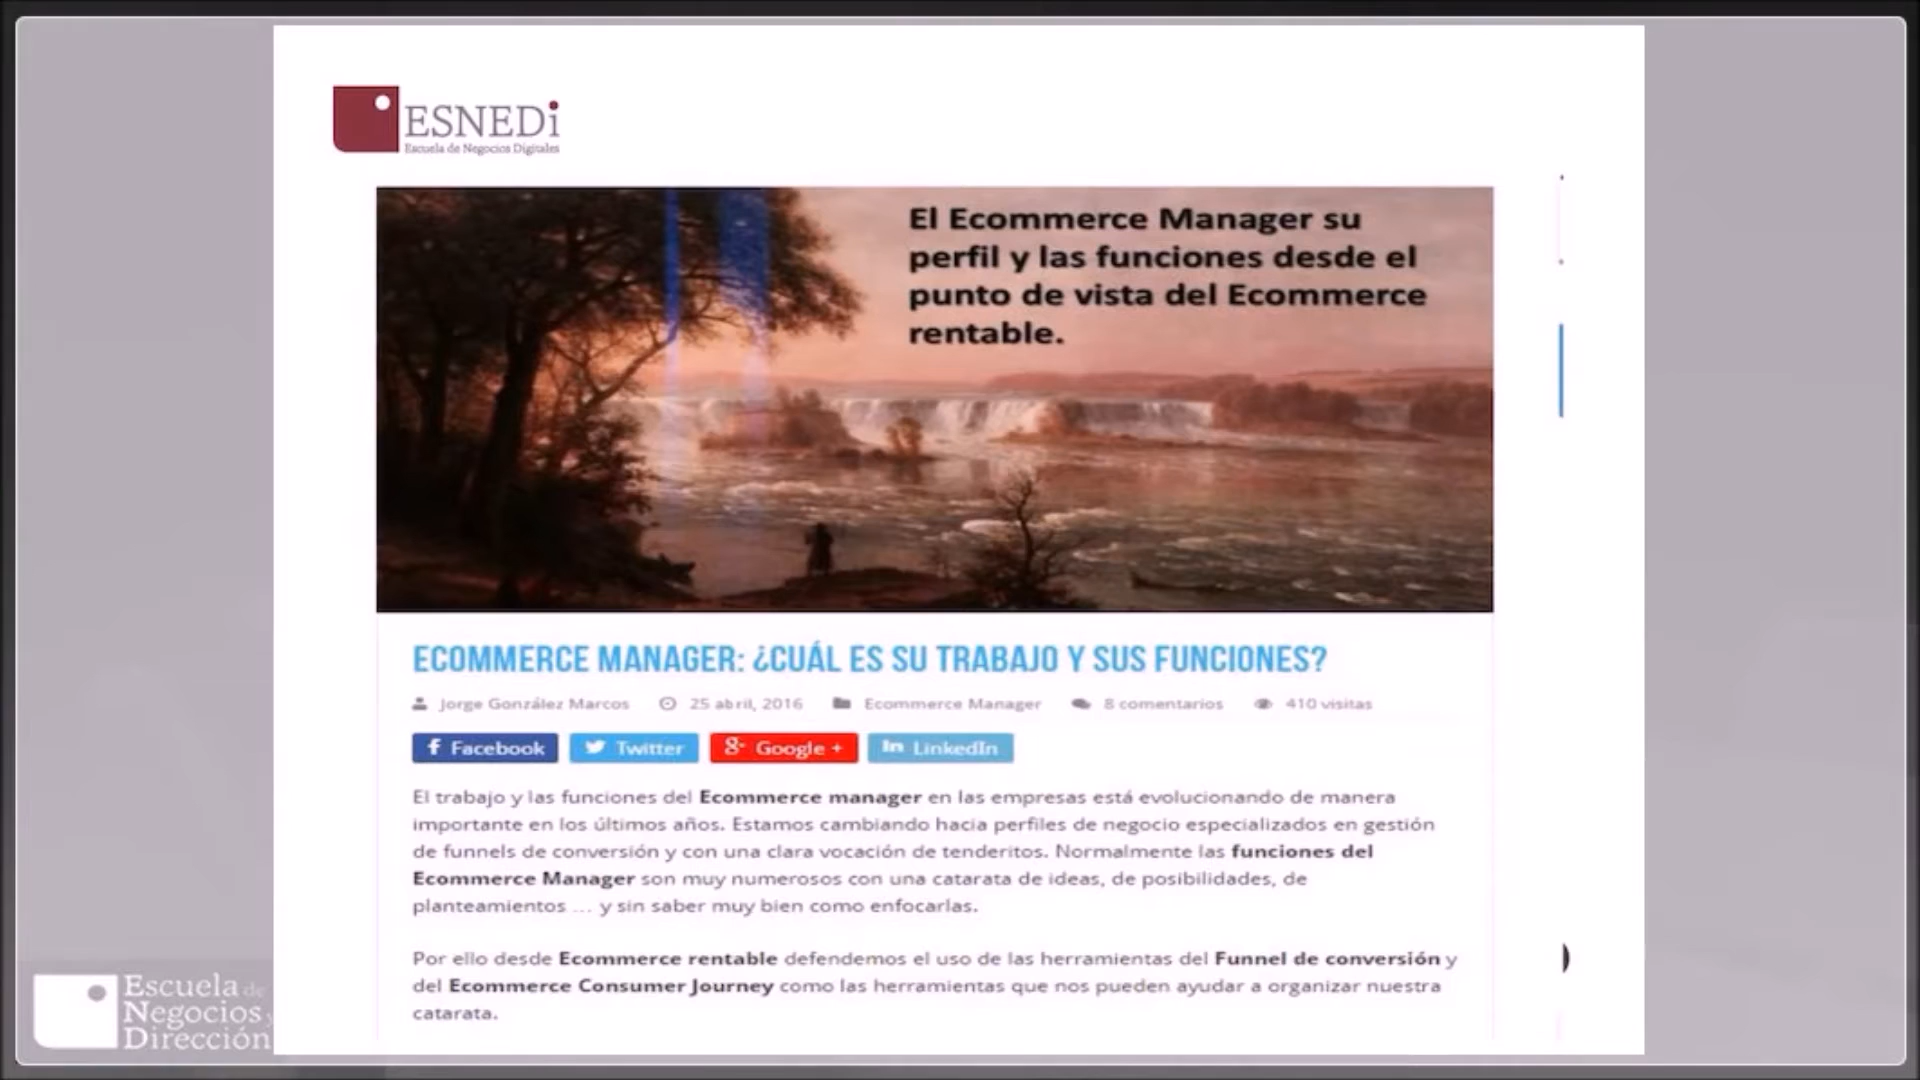 ESNEDi
Escuela de Negocios Digitales
El Ecommerce Manager su
perfil y las funciones desde el
punto de vista del Ecommerce
rentable.
ECOMMERCE MANAGER: ¿CUÁL ES SU TRABAJO Y SUS FUNCIONES?
Jorge González Marcos 25 abril, 2016 Ecommerce Manager 8 comentarios 410 visitas
Facebook Twitter Google + LinkedIn
El trabajo y las funciones del Ecommerce manager en las empresas está evolucionando de manera
importante en los últimos años. Estamos cambiando hacia perfiles de negocio especializados en gestión
de funnels de conversión y con una clara vocación de tenderitos. Normalmente las funciones del
Ecommerce Manager son muy numerosos con una catarata de ideas, de posibilidades, de
planteamientos ... y sin saber muy bien como enfocarlas.
Por ello desde Ecommerce rentable defendemos el uso de las herramientas del Funnel de conversión y
del Ecommerce Consumer Journey como las herramientas que nos pueden ayudar a organizar nuestra
catarata.
Escuela de
Negocios y
Dirección